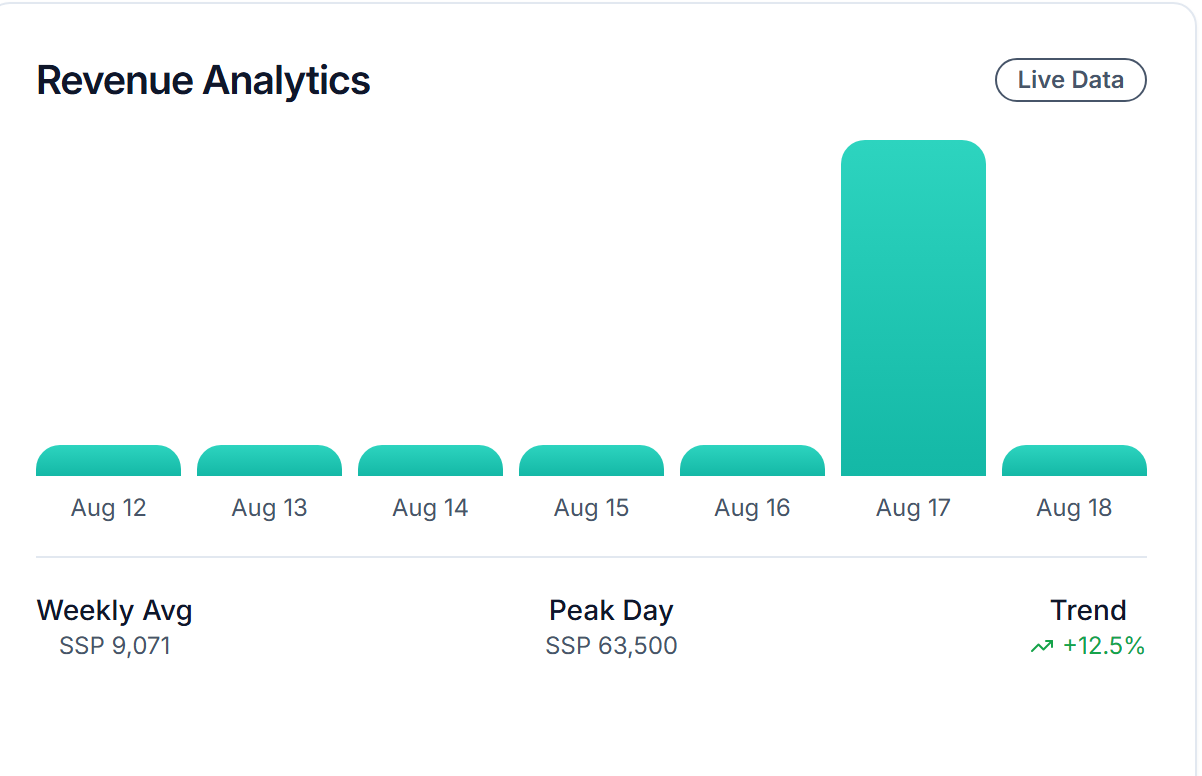 Revenue Analytics
Live Data
Aug 12 Aug 13 Aug 14 Aug 15 Aug 16 Aug 17 Aug 18
Weekly Avg Peak Day Trend
SSP 9,071 SSP 63,500 +12.5%